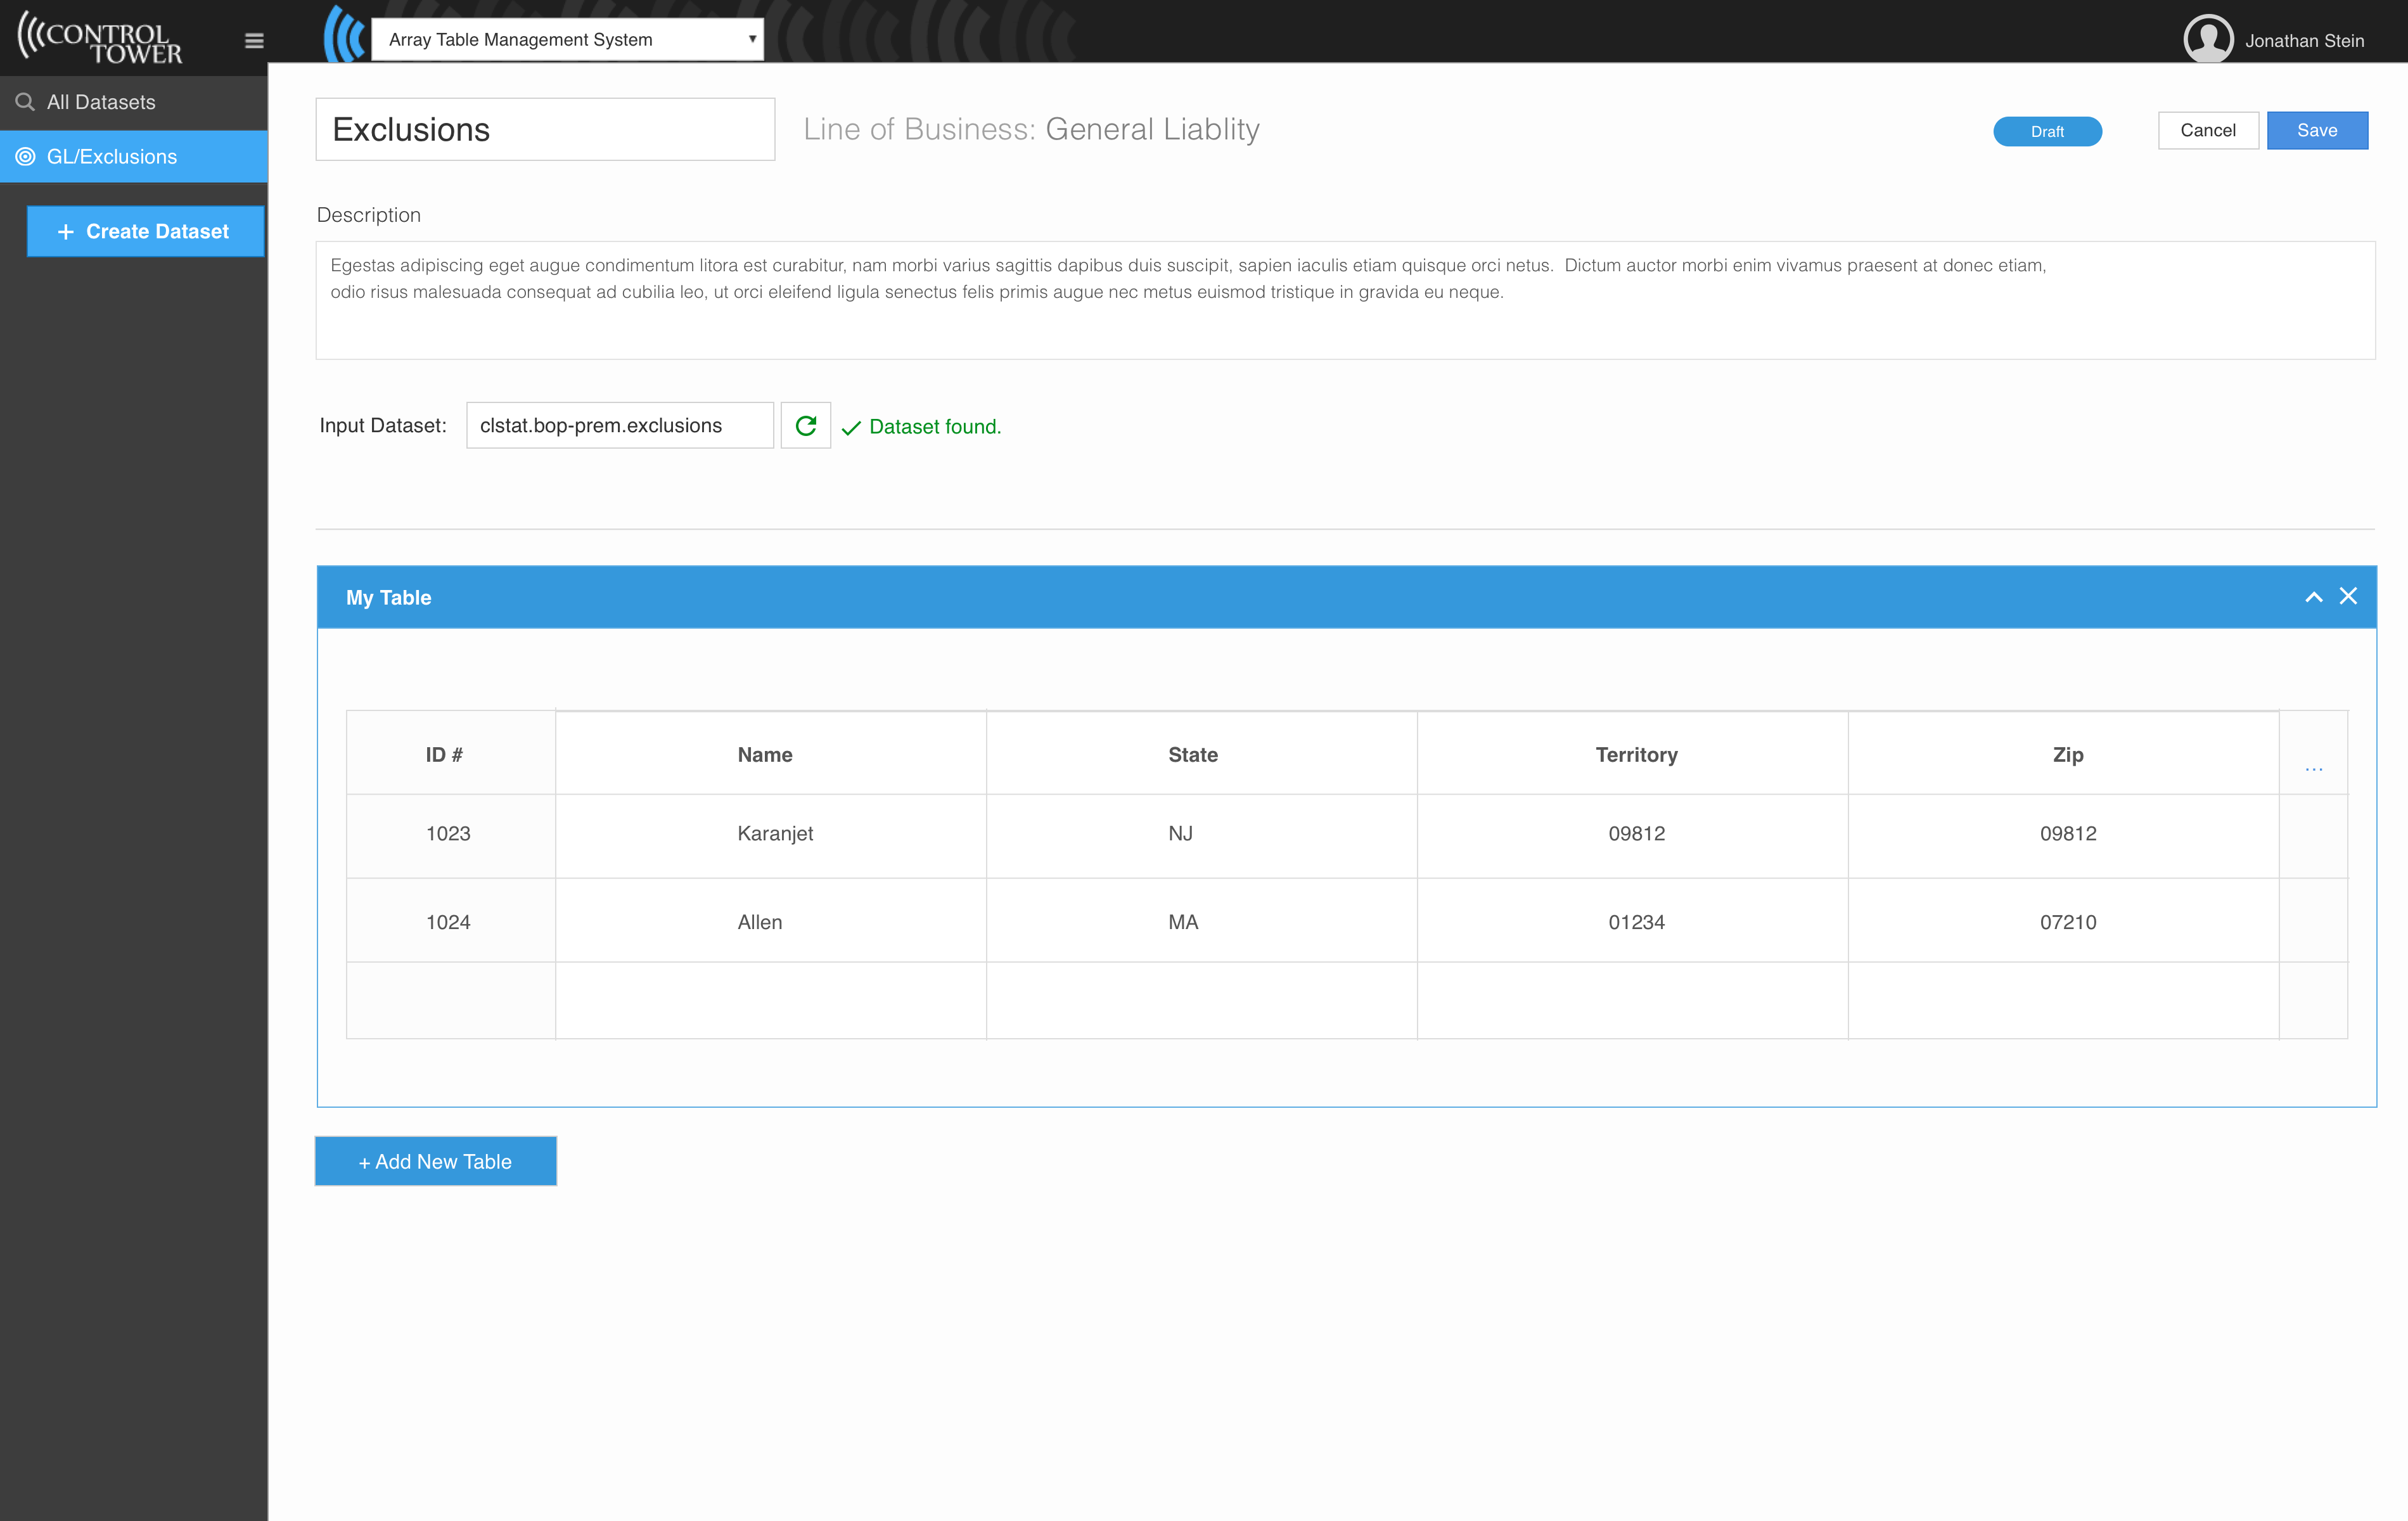 CONTROL
TOWER
Array Table Management System
Jonathan Stein
All Datasets
GL/Exclusions
+ Create Dataset
Exclusions
Line of Business: General Liablity
Draft
Cancel
Save
Description
Egestas adipiscing eget augue condimentum litora est curabitur, nam morbi varius sagittis dapibus duis suscipit, sapien iaculis etiam quisque orci netus.  Dictum auctor morbi enim vivamus praesent at donec etiam,
odio risus malesuada consequat ad cubilia leo, ut orci eleifend ligula senectus felis primis augue nec metus euismod tristique in gravida eu neque.
Input Dataset:
clstat.bop-prem.exclusions
Dataset found.
My Table
ID # Name State Territory Zip ...
1023 Karanjet NJ 09812 09812
1024 Allen MA 01234 07210
+ Add New Table